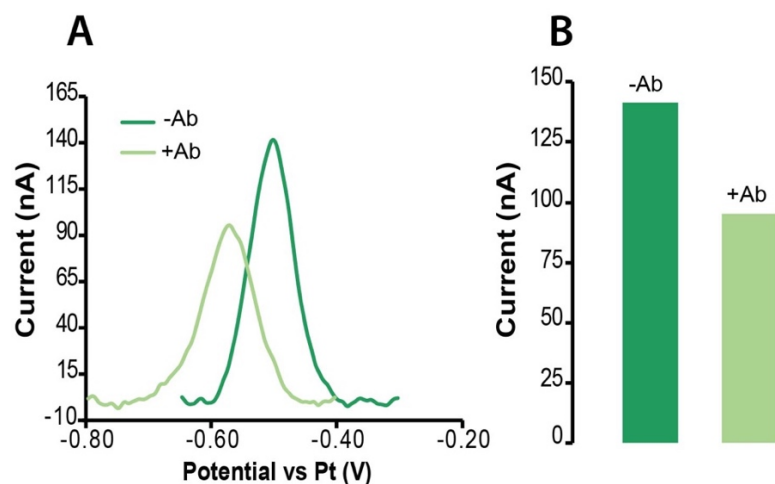 A
Current (nA)
165
140
115
90
65
40
15
-10
-Ab
+Ab
-0.80
-0.60
-0.40
-0.20
Potential vs Pt (V)
B
Current (nA)
150
125
100
75
50
25
0
-Ab
+Ab